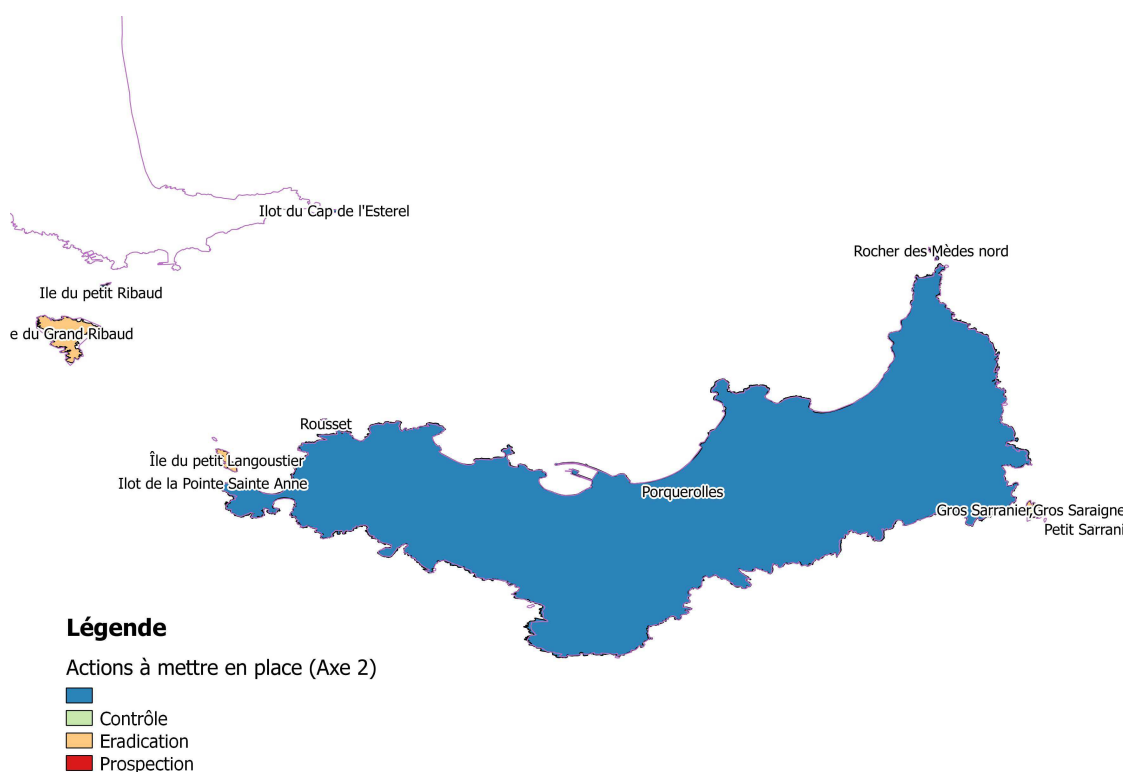 Ilot du Cap de l'Esterel
Rocher des Mèdes nord
Ile du petit Ribaud
e du Grand Ribaud
Rousset
Île du petit Langoustier
Ilot de la Pointe Sainte Anne
Porquerolles
Gros Sarranier,Gros Saraigne
Petit Sarrani
Légende
Actions à mettre en place (Axe 2)
Contrôle
Eradication
Prospection